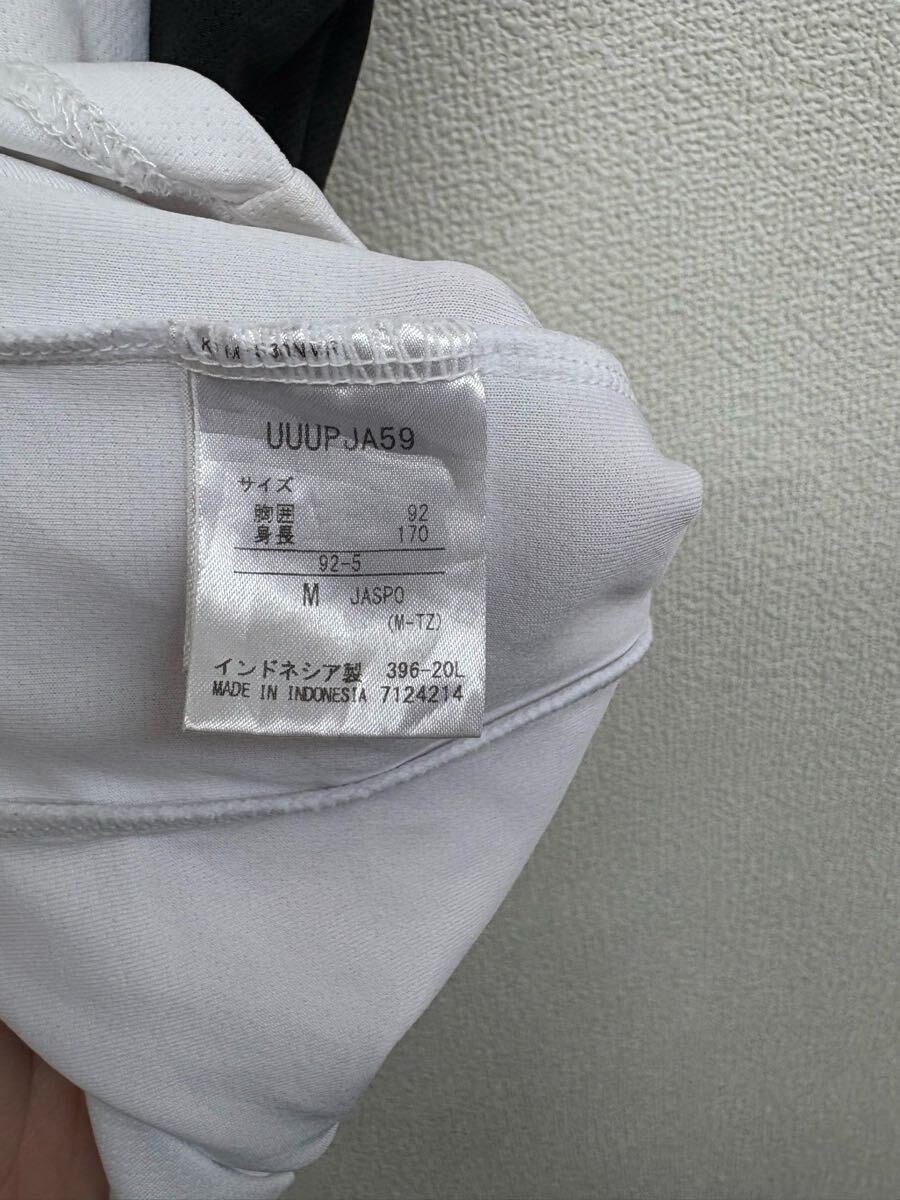 UUUPJA59
サイズ
胸囲 92
身長 170
92-5
M JASPO
(M-TZ)
インドネシア製 396-20L
MADE IN INDONESIA 7124214